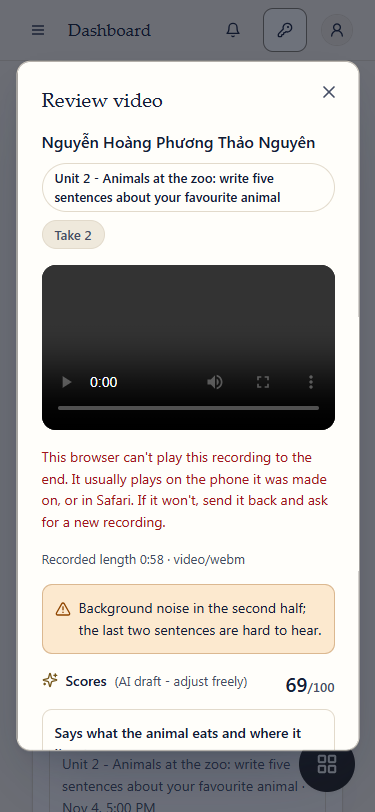 Dashboard
Review video
Nguyễn Hoàng Phương Thảo Nguyên
Unit 2 - Animals at the zoo: write five
sentences about your favourite animal
Take 2
0:00
This browser can't play this recording to the
end. It usually plays on the phone it was made
on, or in Safari. If it won't, send it back and ask
for a new recording.
Recorded length 0:58 · video/webm
Background noise in the second half;
the last two sentences are hard to hear.
Scores (AI draft - adjust freely) 69/100
Says what the animal eats and where it
Unit 2 - Animals at the zoo: write five
sentences about your favourite animal ·
Nov 4, 5:00 PM